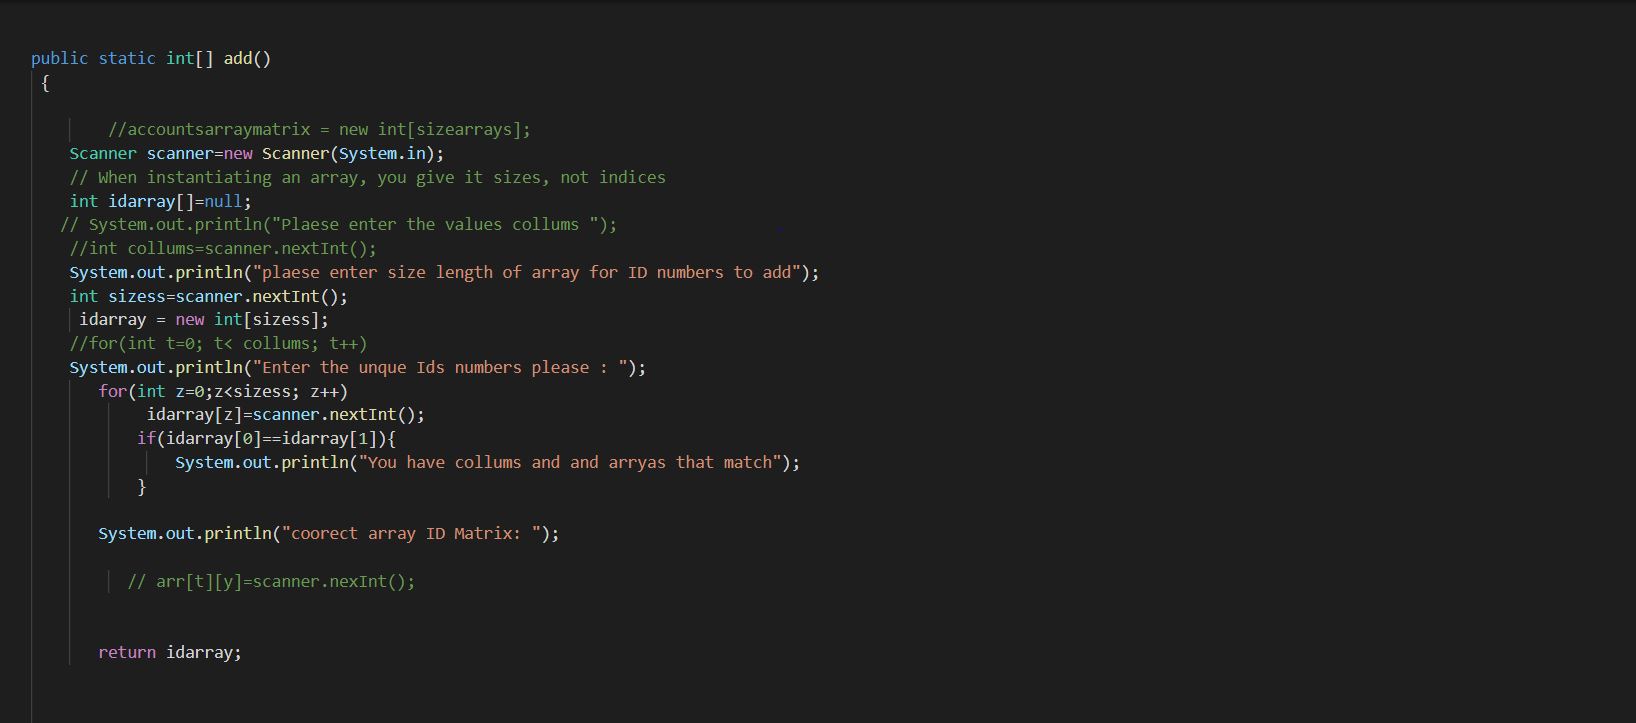 public static int[] add()
{
//accountsarraymatrix = new int[sizearrays];
Scanner scanner=new Scanner(System.in);
// When instantiating an array, you give it sizes, not indices
int idarray[]=null;
// System.out.println("Plaese enter the values collums ");
//int collums=scanner.nextInt();
System.out.println("plaese enter size length of array for ID numbers to add");
int sizess=scanner.nextInt();
idarray = new int[sizess];
//for(int t=0; t< collums; t++)
System.out.println("Enter the unque Ids numbers please : ");
for(int z=0;z<sizess; z++)
idarray[z]=scanner.nextInt();
if(idarray[0]==idarray[1]){
System.out.println("You have collums and and arryas that match");
}
System.out.println("coorect array ID Matrix: ");
// arr[t][y]=scanner.nexInt();
return idarray;